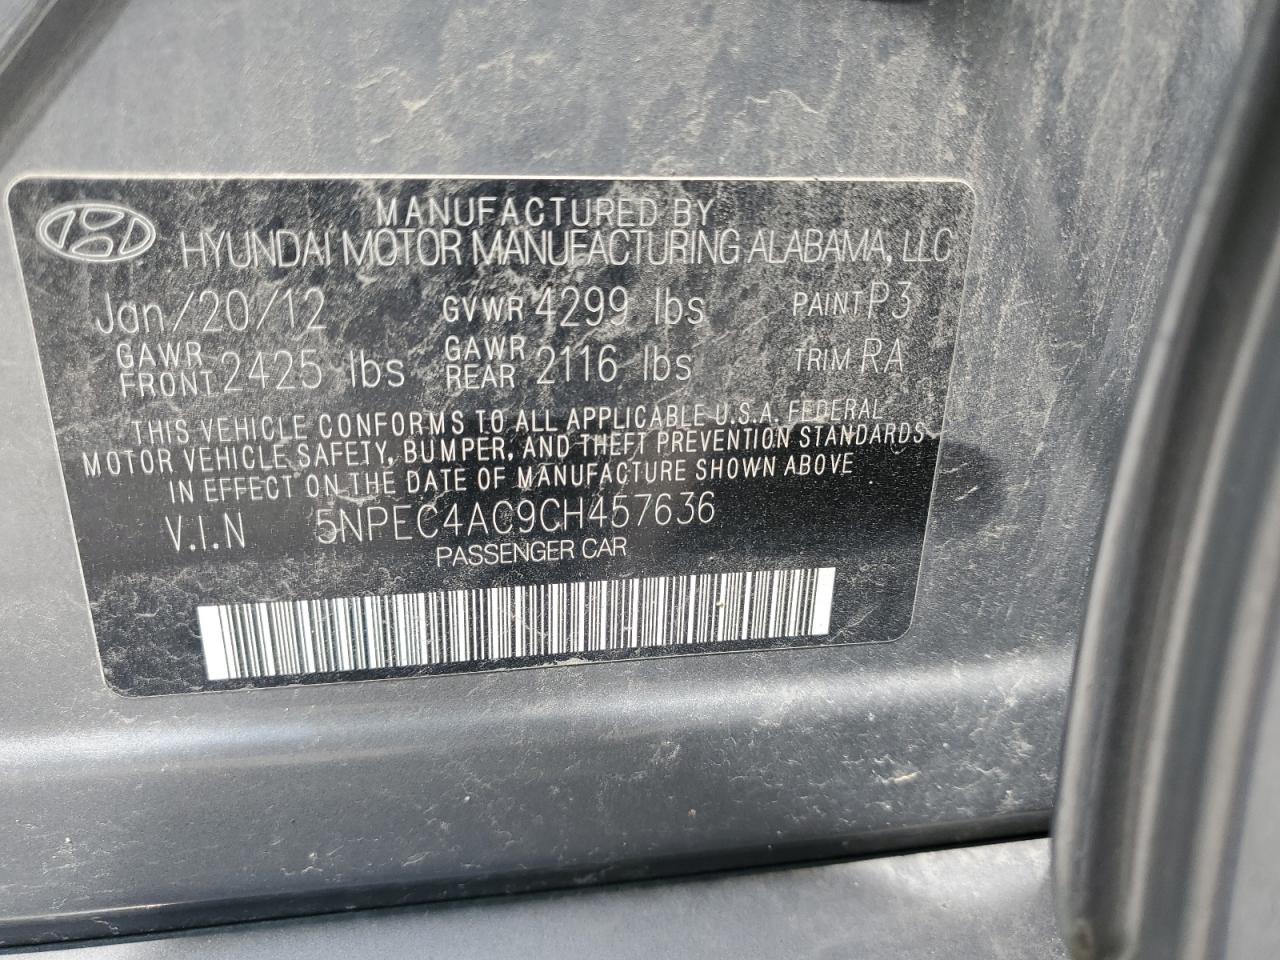 MANUFACTURED BY
HYUNDAI MOTOR MANUFACTURING ALABAMA, LLC
Jan/20/12 GVWR 4299 lbs PAINT P3
GAWR FRONT 2425 lbs GAWR REAR 2116 lbs TRIM RA
THIS VEHICLE CONFORMS TO ALL APPLICABLE U.S.A. FEDERAL
MOTOR VEHICLE SAFETY, BUMPER, AND THEFT PREVENTION STANDARDS
IN EFFECT ON THE DATE OF MANUFACTURE SHOWN ABOVE
V.I.N 5NPEC4AC9CH457636
PASSENGER CAR